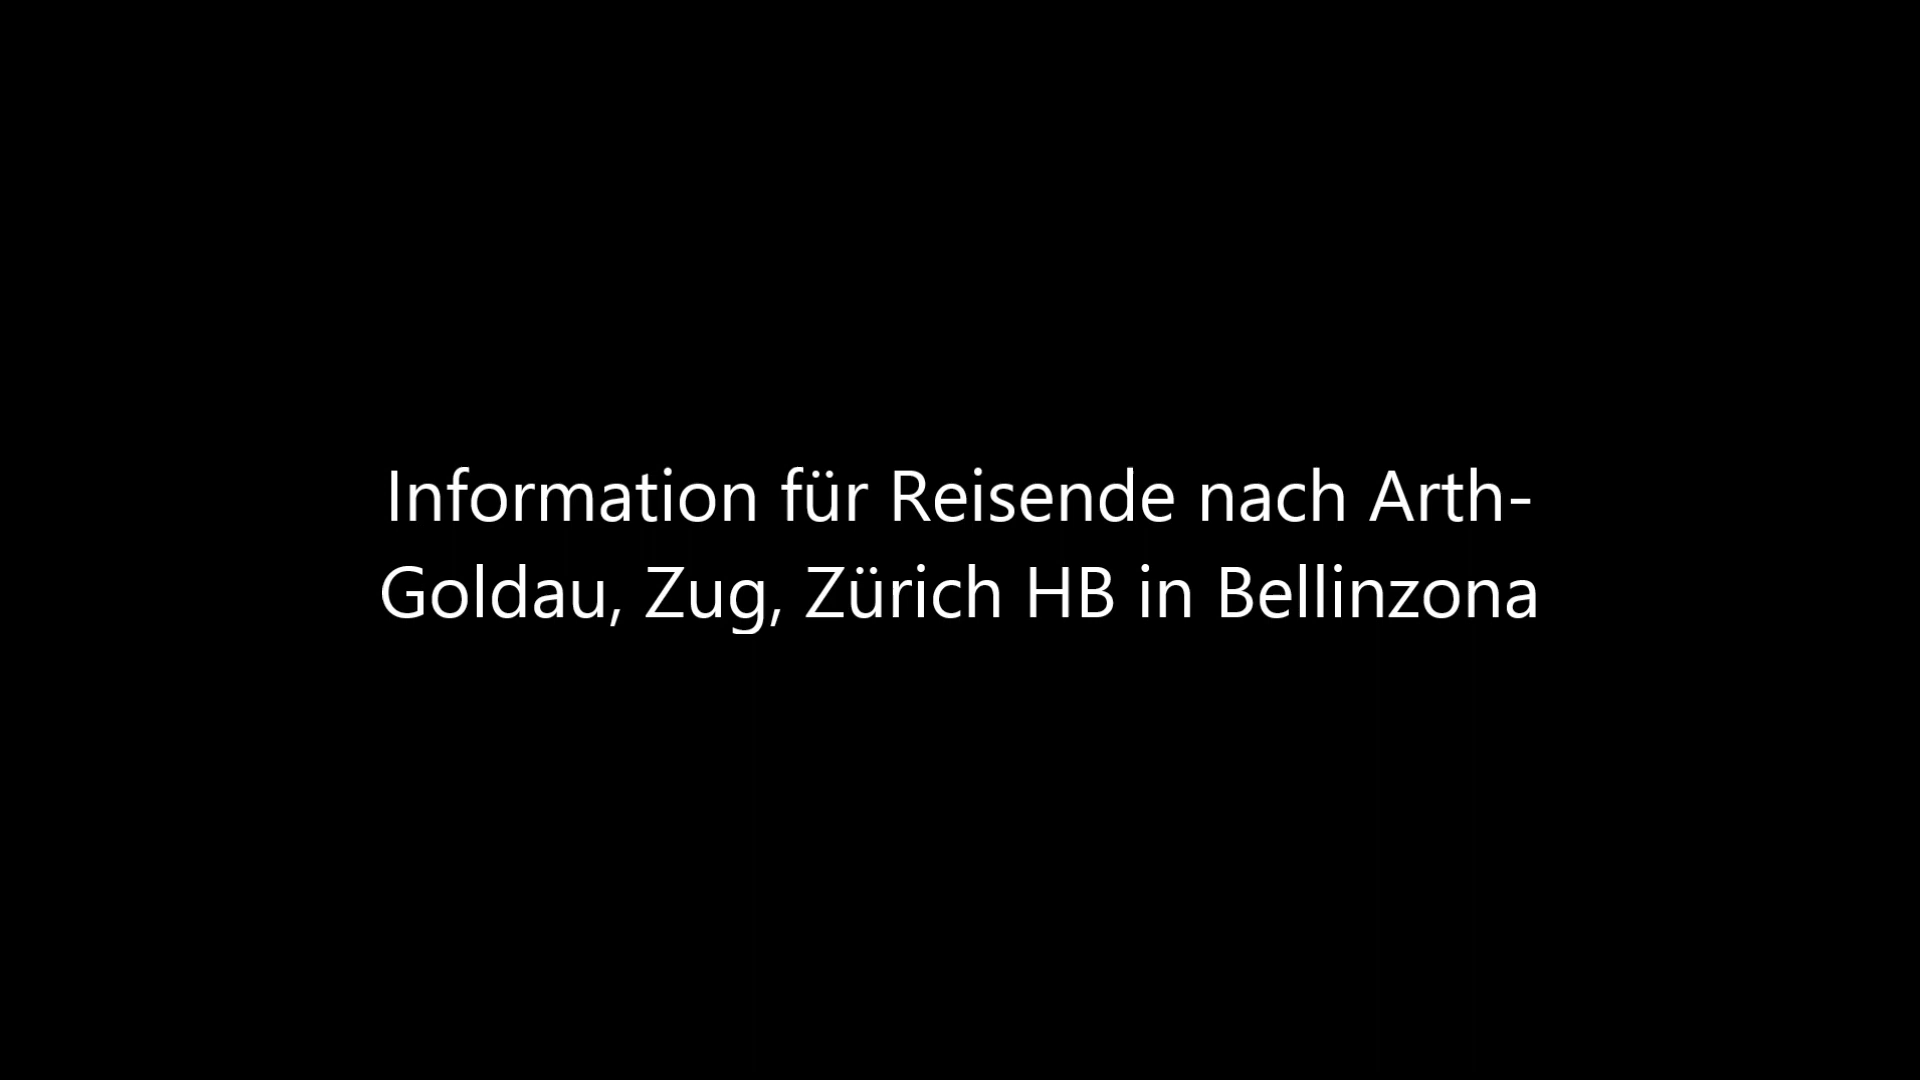 Information für Reisende nach Arth-
Goldau, Zug, Zürich HB in Bellinzona